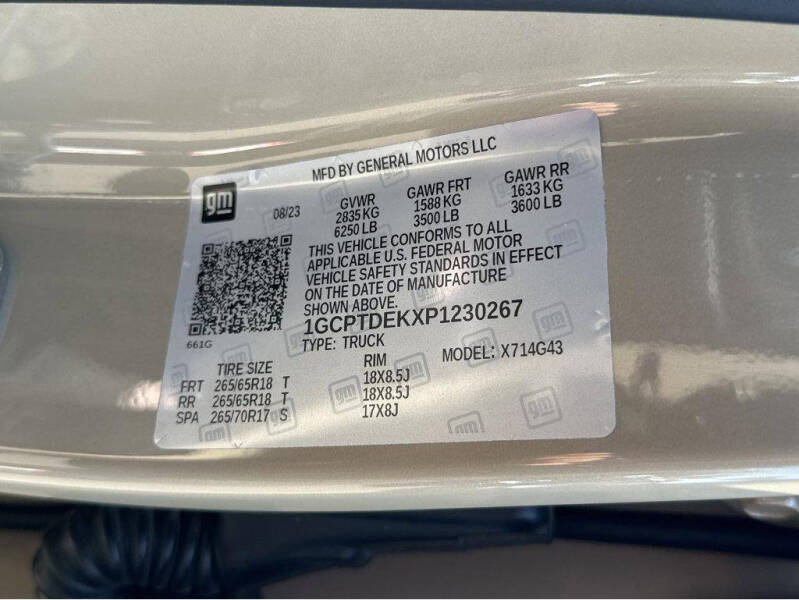 MFD BY GENERAL MOTORS LLC
gm
08/23
GVWR GAWR FRT GAWR RR
2835 KG 1588 KG 1633 KG
6250 LB 3500 LB 3600 LB
THIS VEHICLE CONFORMS TO ALL
APPLICABLE U.S. FEDERAL MOTOR
VEHICLE SAFETY STANDARDS IN EFFECT
ON THE DATE OF MANUFACTURE
SHOWN ABOVE.
1GCPTDEKXP1230267
661G
TYPE: TRUCK MODEL: X714G43
TIRE SIZE RIM
FRT 265/65R18 T 18X8.5J
RR 265/65R18 T 18X8.5J
SPA 265/70R17 S 17X8J